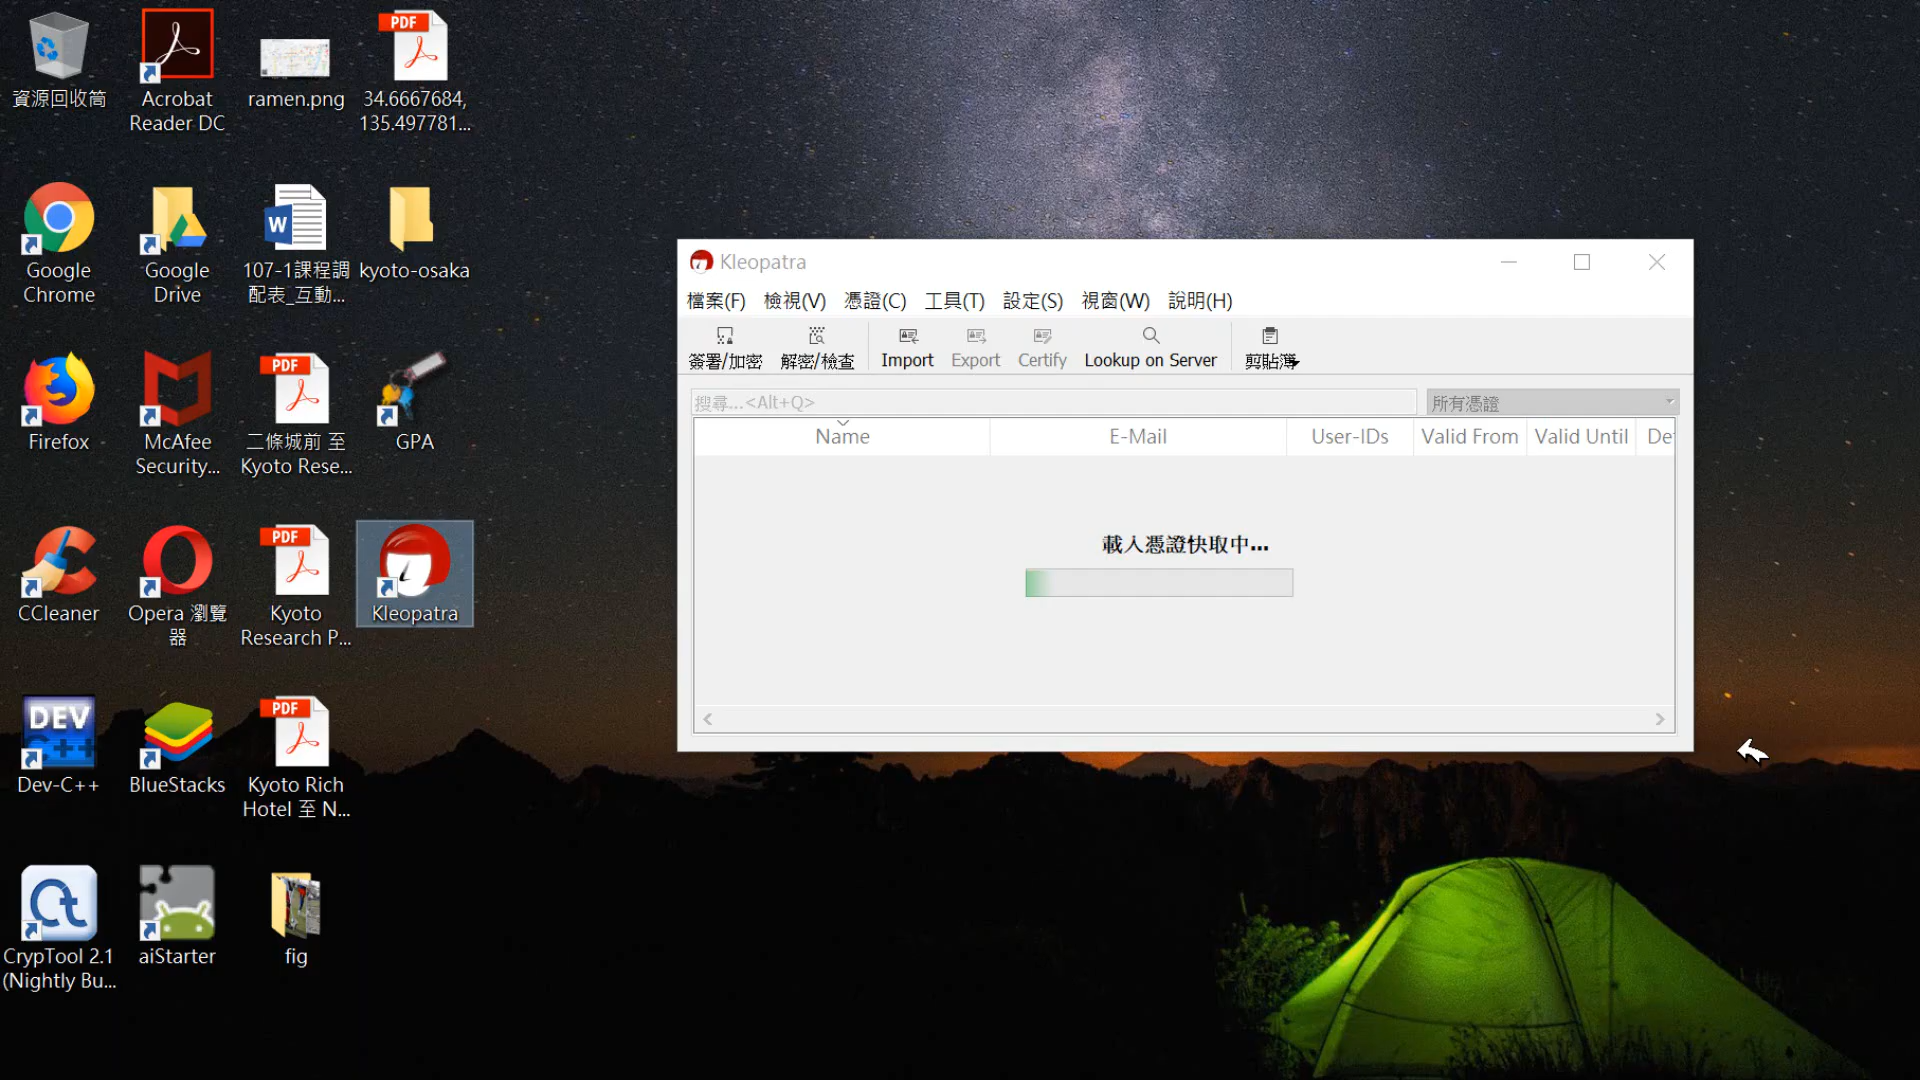 資源回收筒
Acrobat
Reader DC
ramen.png
PDF
34.6667684,
135.497781...
Google
Chrome
Google
Drive
W
107-1課程調
配表_互動...
kyoto-osaka
Firefox
McAfee
Security...
PDF
二條城前 至
Kyoto Rese...
GPA
CCleaner
Opera 瀏覽
器
PDF
Kyoto
Research P...
Kleopatra
DEV
C++
Dev-C++
BlueStacks
PDF
Kyoto Rich
Hotel 至 N...
CrypTool 2.1
(Nightly Bu...
aiStarter
fig
Kleopatra
檔案(F) 檢視(V) 憑證(C) 工具(T) 設定(S) 視窗(W) 說明(H)
簽署/加密 解密/檢查 Import Export Certify Lookup on Server 剪貼簿
搜尋...<Alt+Q> 所有憑證
Name E-Mail User-IDs Valid From Valid Until De
載入憑證快取中...